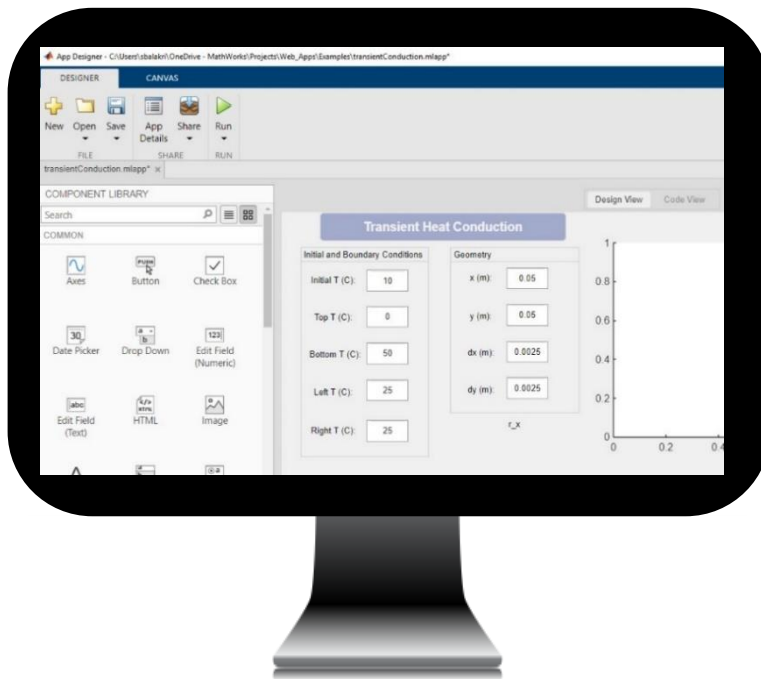 App Designer - C:\Users\sbalakri\OneDrive - MathWorks\Projects\Web_Apps\Examples\transientConduction.mlapp*
DESIGNER CANVAS
New Open Save App Details Share Run
FILE SHARE RUN
transientConduction.mlapp* ×
COMPONENT LIBRARY
Search
COMMON
Axes
PUSH
Button
Check Box
30
Date Picker
a
b
Drop Down
123
Edit Field
(Numeric)
abc
Edit Field
(Text)
HTML
Image
A
Design View Code View
Transient Heat Conduction
Initial and Boundary Conditions
Initial T (C): 10
Top T (C): 0
Bottom T (C): 50
Left T (C): 25
Right T (C): 25
Geometry
x (m): 0.05
y (m): 0.05
dx (m): 0.0025
dy (m): 0.0025
r_x
1
0.8
0.6
0.4
0.2
0
0 0.2 0.4